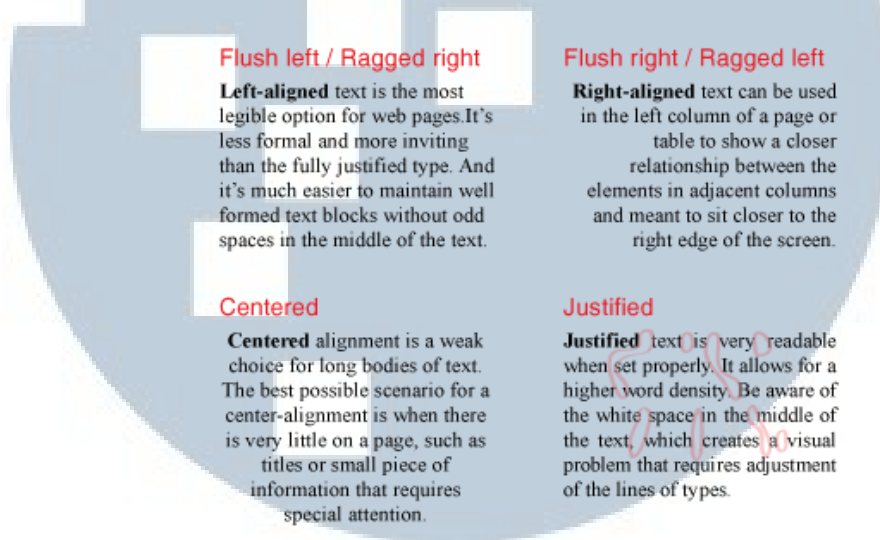 Flush left / Ragged right
Left-aligned text is the most
legible option for web pages.It's
less formal and more inviting
than the fully justified type. And
it's much easier to maintain well
formed text blocks without odd
spaces in the middle of the text.
Flush right / Ragged left
Right-aligned text can be used
in the left column of a page or
table to show a closer
relationship between the
elements in adjacent columns
and meant to sit closer to the
right edge of the screen.
Centered
Centered alignment is a weak
choice for long bodies of text.
The best possible scenario for a
center-alignment is when there
is very little on a page, such as
titles or small piece of
information that requires
special attention.
Justified
Justified text is very readable
when set properly. It allows for a
higher word density. Be aware of
the white space in the middle of
the text, which creates a visual
problem that requires adjustment
of the lines of types.